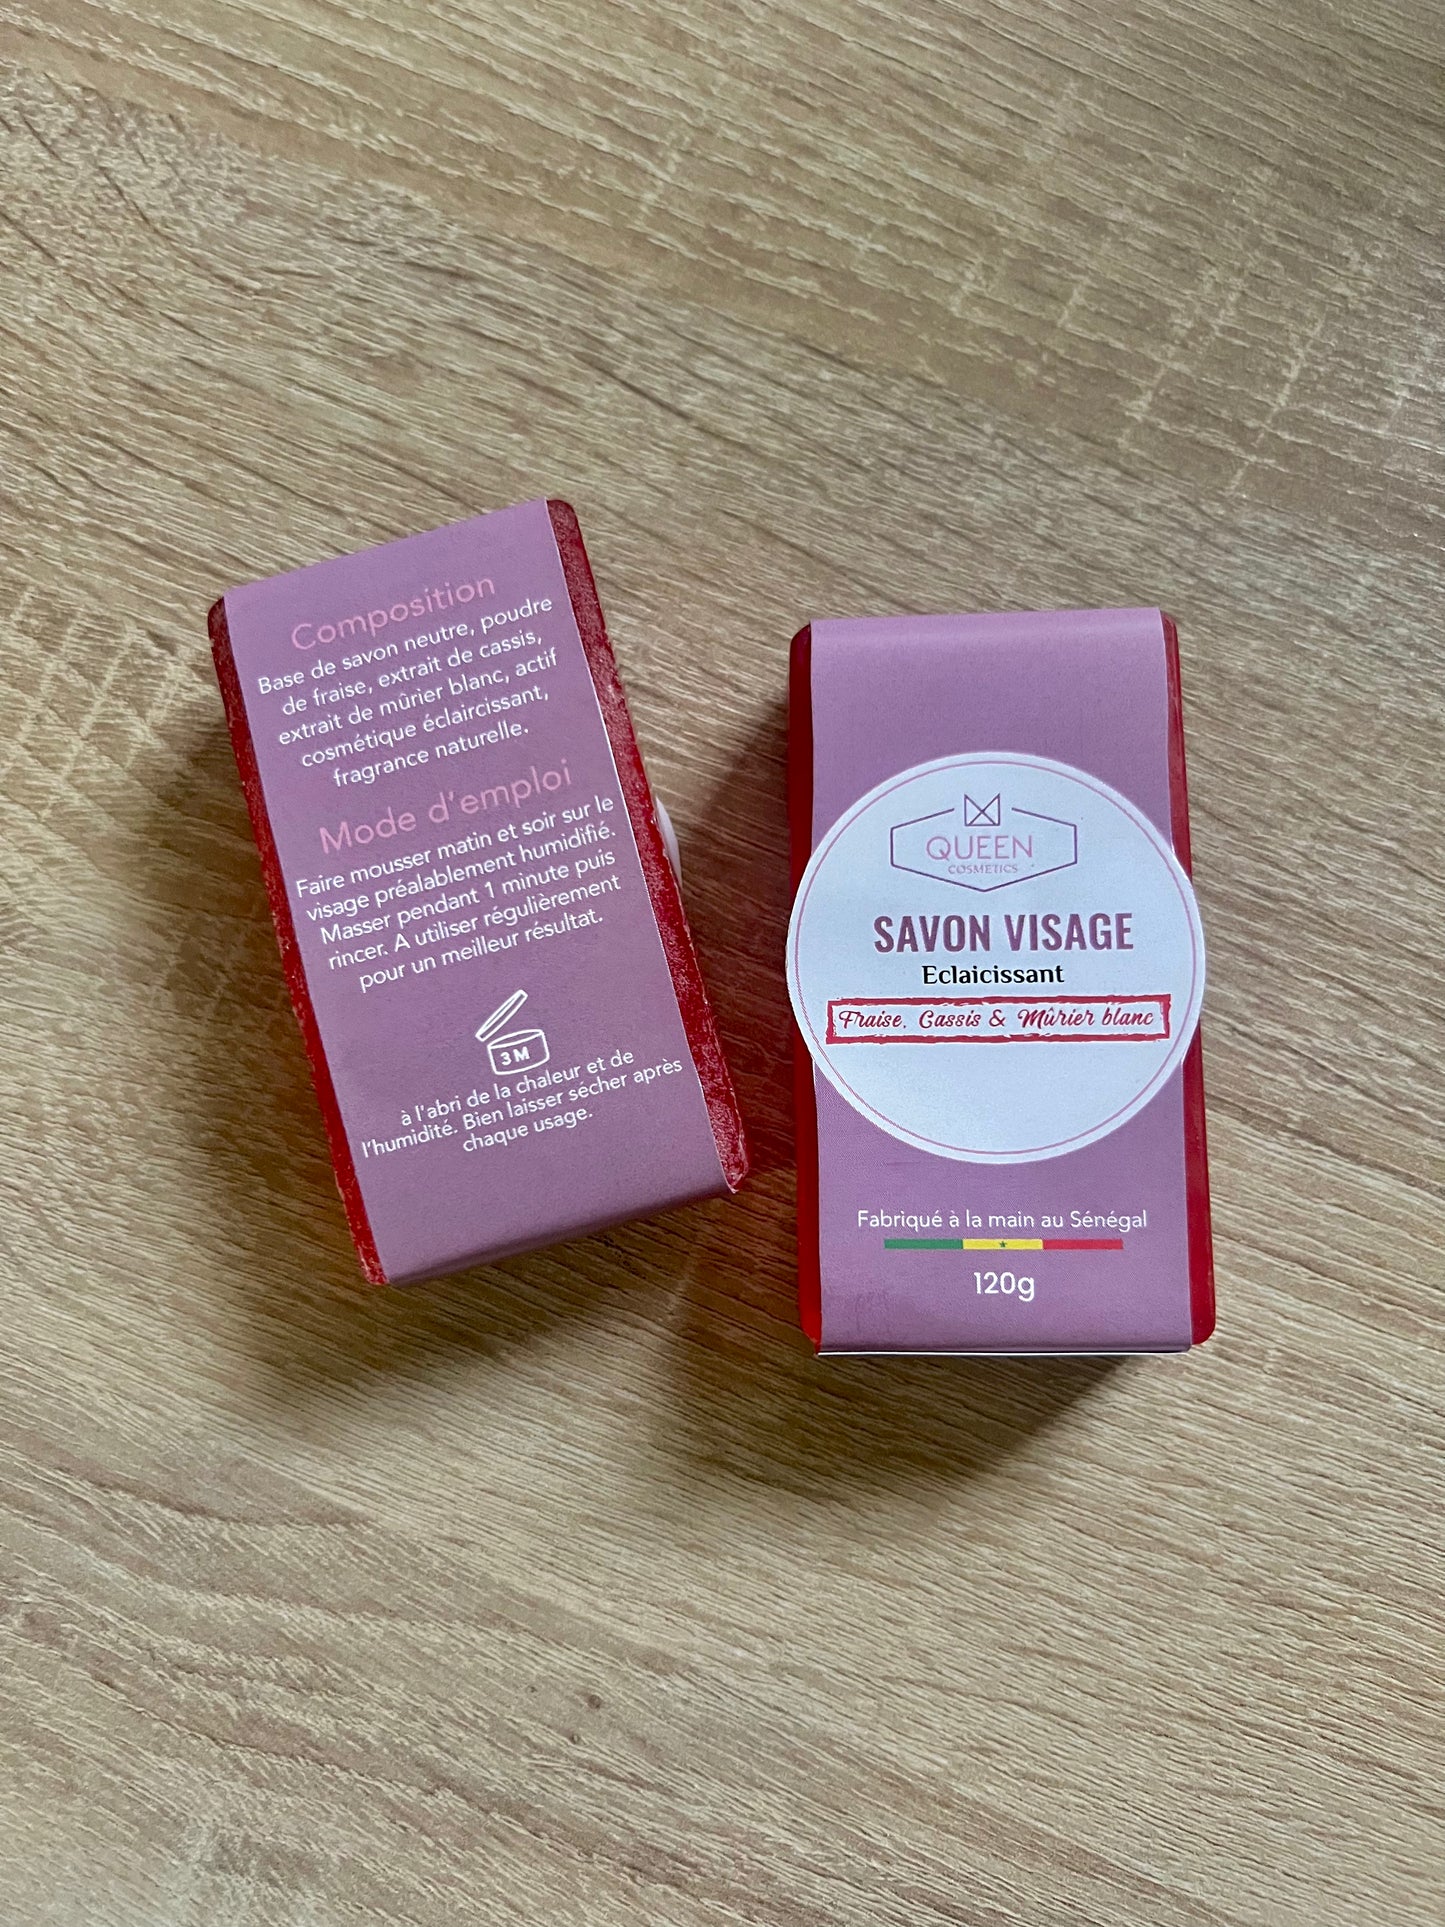 Composition
Base de savon neutre, poudre
de fraise, extrait de cassis,
extrait de mûrier blanc, actif
cosmétique éclaircissant,
fragrance naturelle.
Mode d'emploi
Faire mousser matin et soir sur le
visage préalablement humidifié.
Masser pendant 1 minute puis
rincer. A utiliser régulièrement
pour un meilleur résultat.
3 M
à l'abri de la chaleur et de
l'humidité. Bien laisser sécher après
chaque usage.
QUEEN
COSMETICS
SAVON VISAGE
Eclaicissant
Fraise, Cassis & Mûrier blanc
Fabriqué à la main au Sénégal
120g